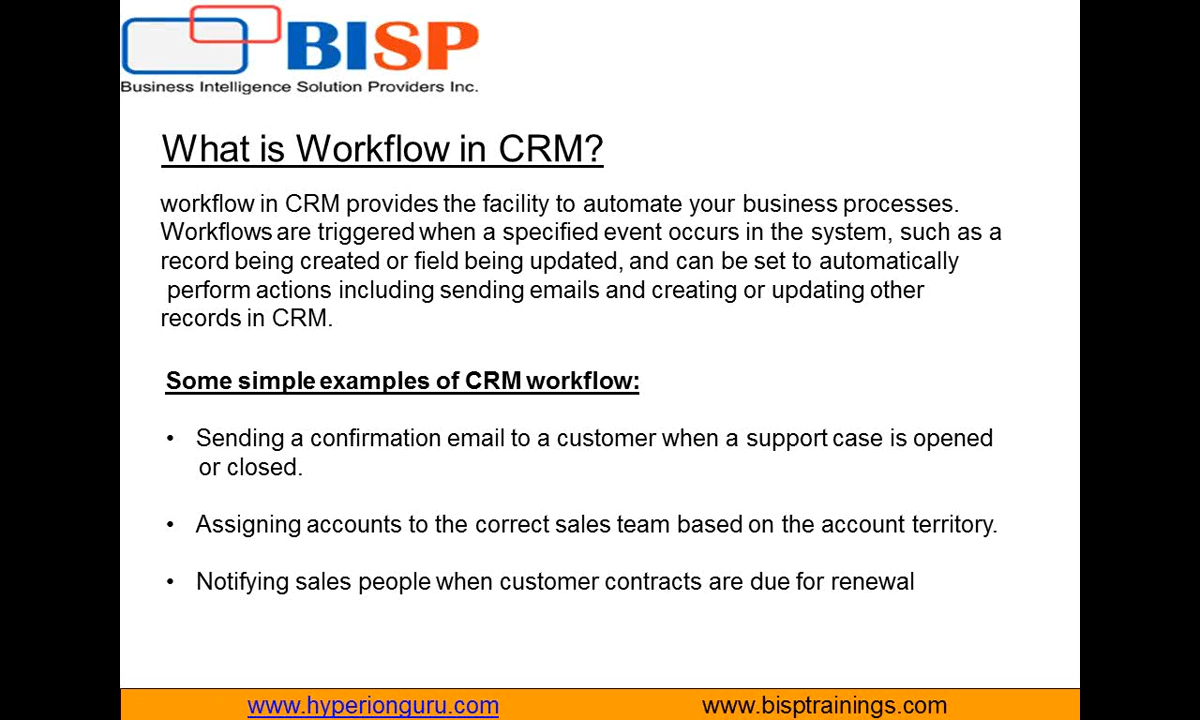 BISP
Business Intelligence Solution Providers Inc.
What is Workflow in CRM?
workflow in CRM provides the facility to automate your business processes.
Workflows are triggered when a specified event occurs in the system, such as a
record being created or field being updated, and can be set to automatically
perform actions including sending emails and creating or updating other
records in CRM.
Some simple examples of CRM workflow:
• Sending a confirmation email to a customer when a support case is opened
or closed.
• Assigning accounts to the correct sales team based on the account territory.
• Notifying sales people when customer contracts are due for renewal
www.hyperionguru.com www.bisptrainings.com